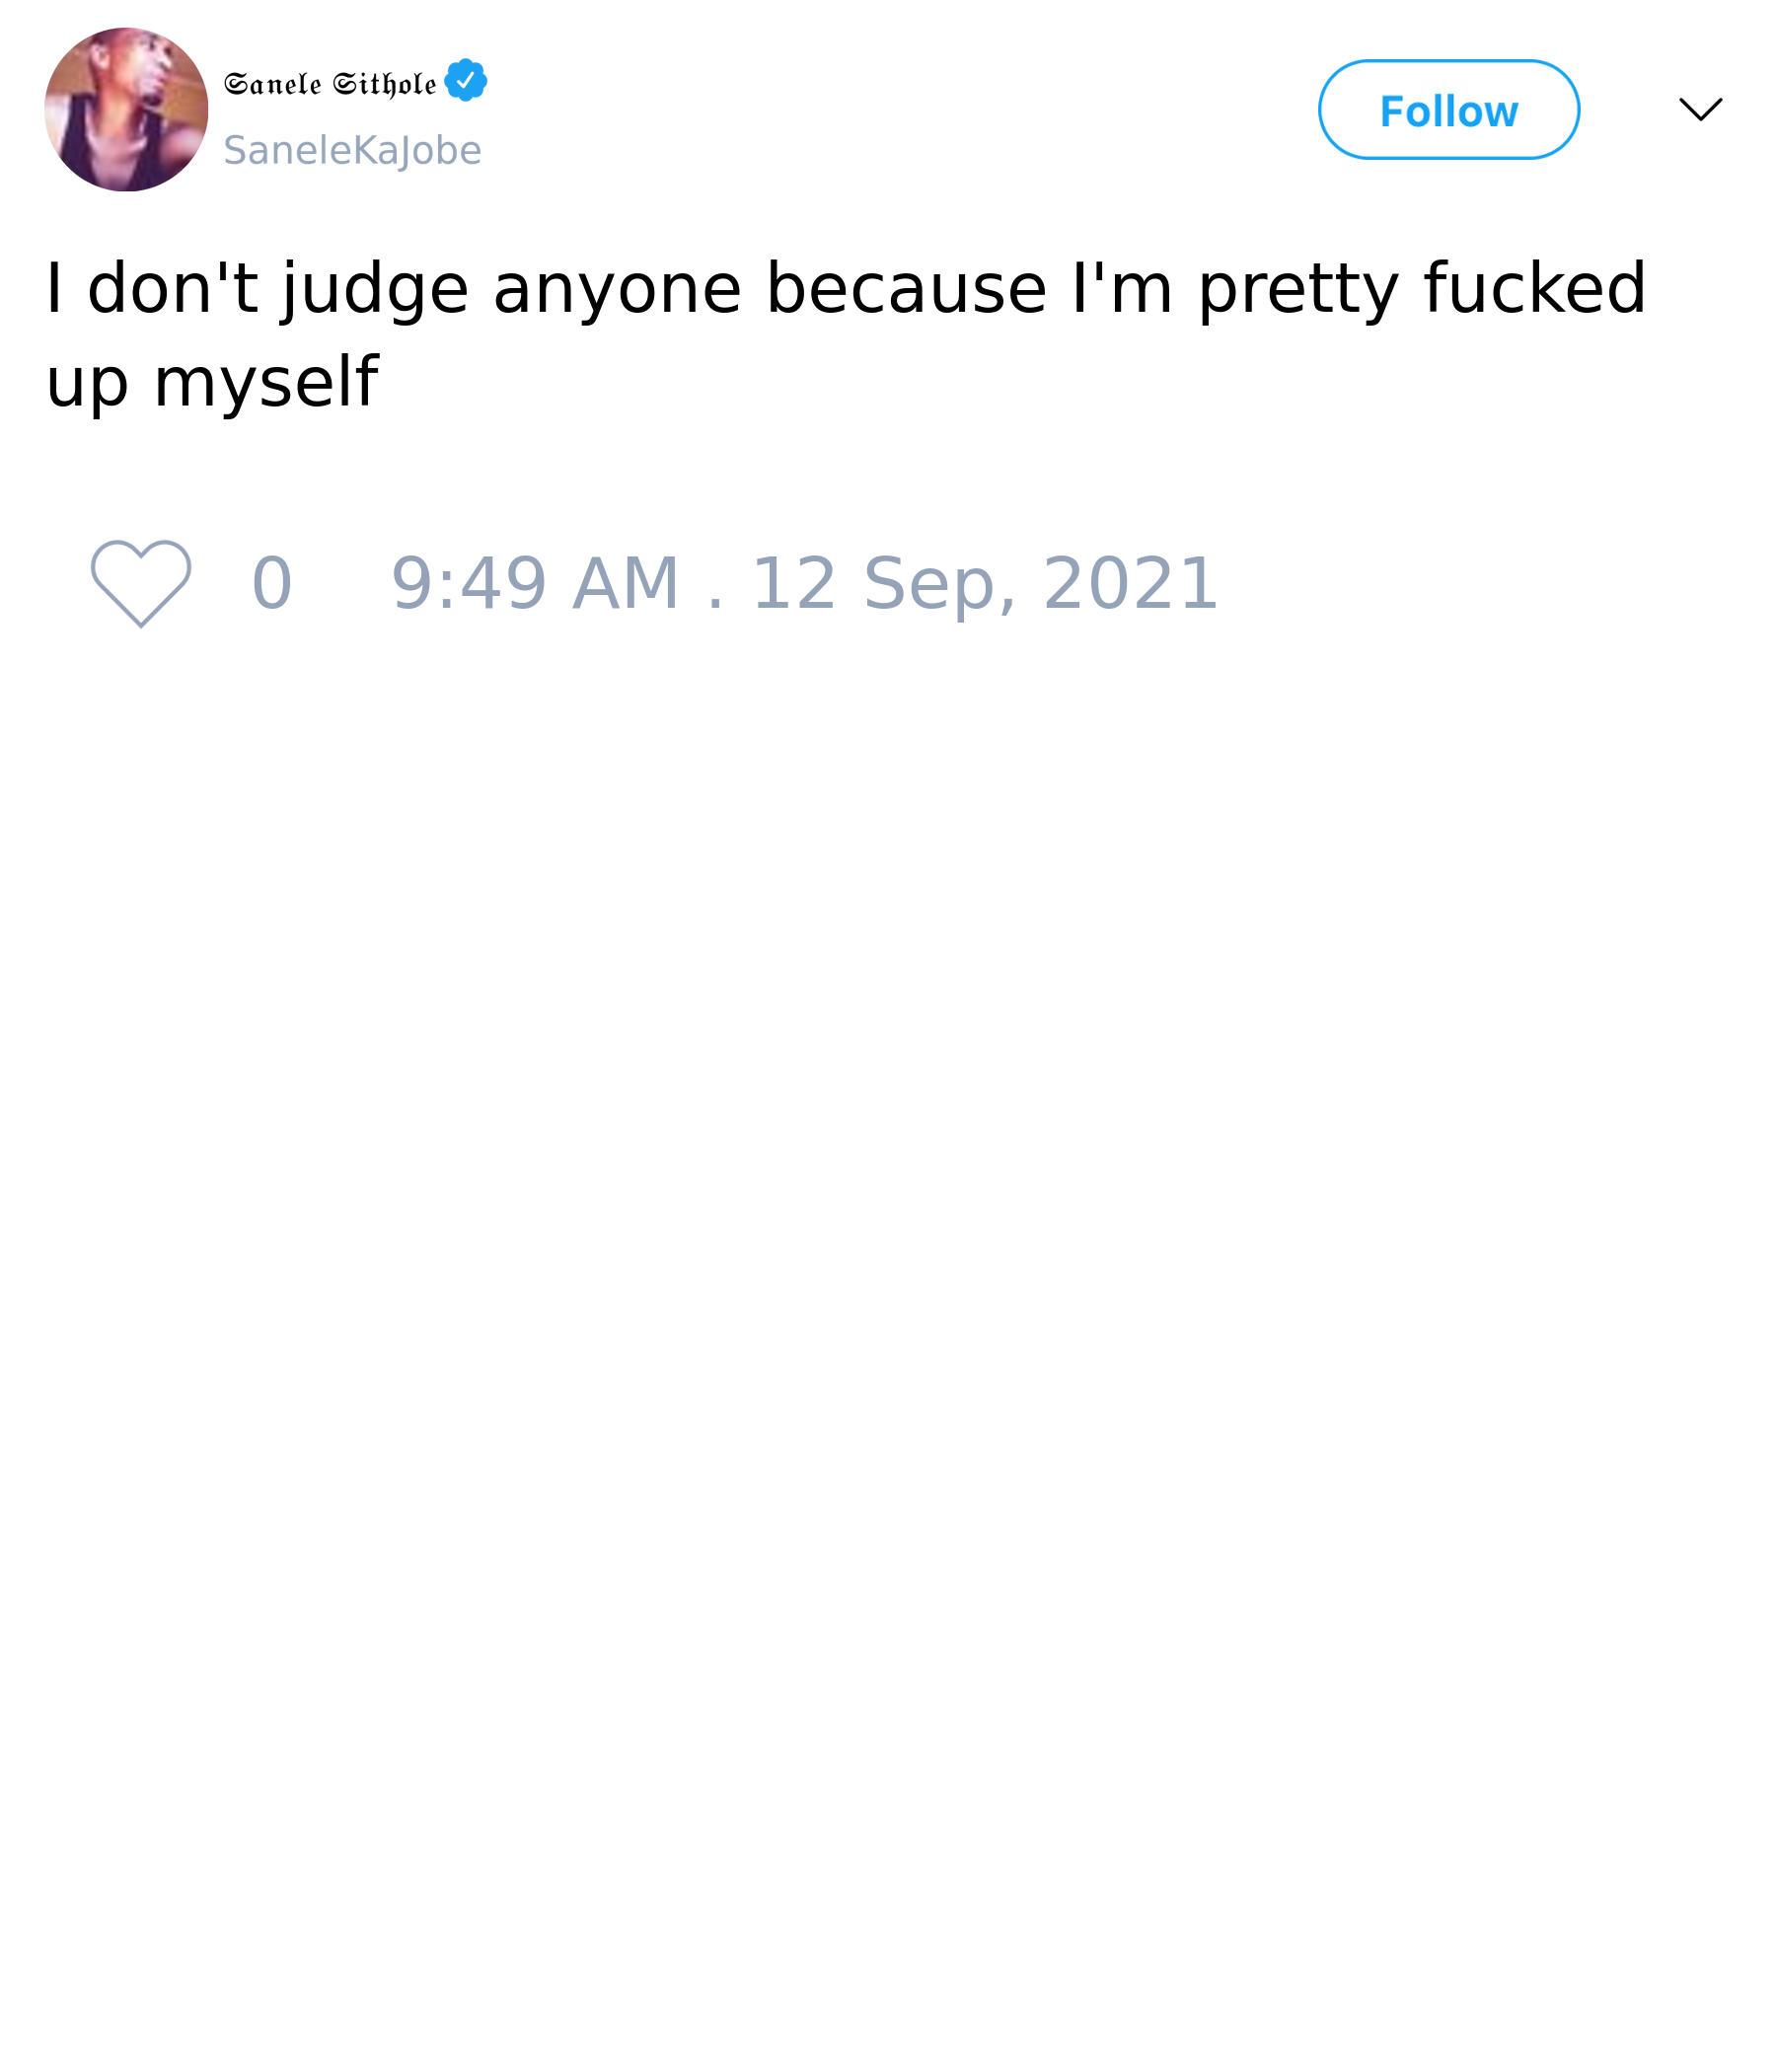 𝔖𝔞𝔫𝔢𝔩𝔢 𝔖𝔦𝔱𝔥𝔬𝔩𝔢
SaneleKaJobe
Follow
I don't judge anyone because I'm pretty fucked
up myself
0 9:49 AM . 12 Sep, 2021